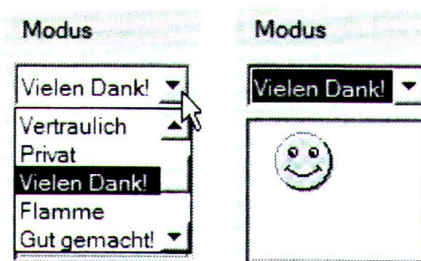 Modus
Vielen Dank!
Vertraulich
Privat
Vielen Dank!
Flamme
Gut gemacht!
Modus
Vielen Dank!